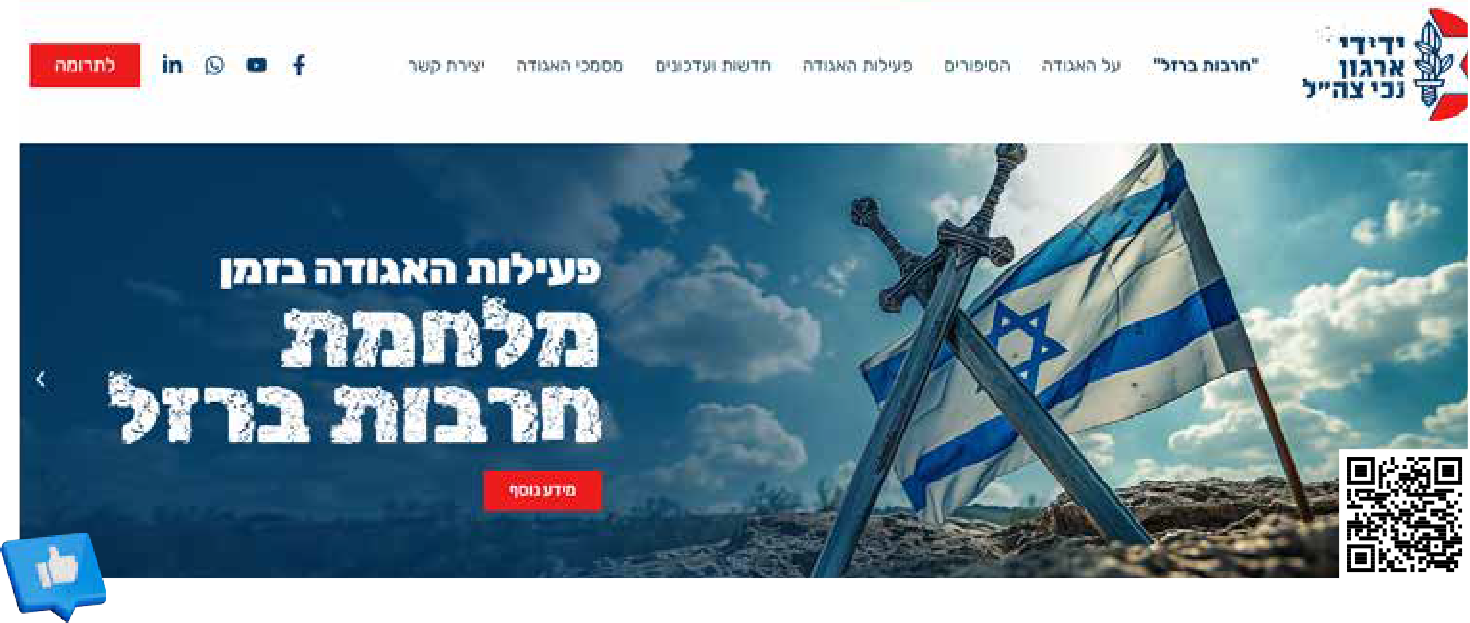 ידידי
ארגון
נכי צה״ל
"חרבות ברזל" על האגודה הסיפורים פעילות האגודה חדשות ועדכונים מסמכי האגודה יצירת קשר
in
לתרומה
פעילות האגודה בזמן
מלחמת
חרבות ברזל
מידע נוסף